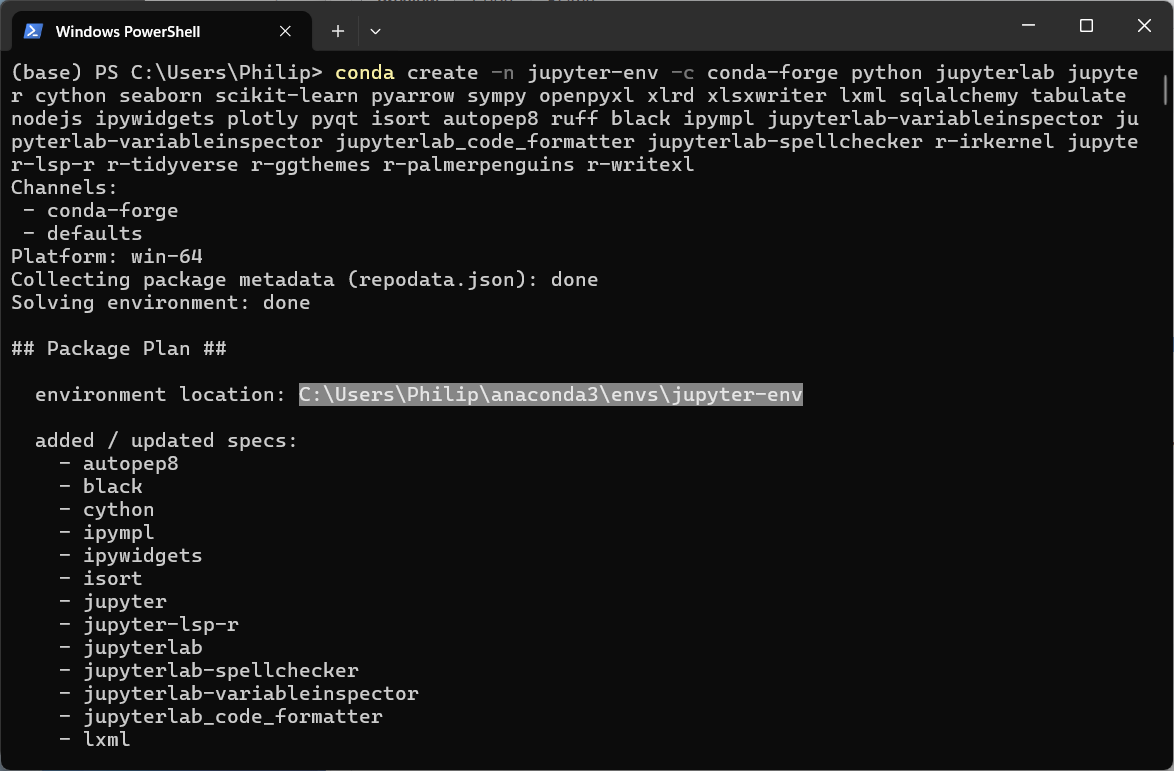 Windows PowerShell
(base) PS C:\Users\Philip> conda create -n jupyter-env -c conda-forge python jupyterlab jupyte
r cython seaborn scikit-learn pyarrow sympy openpyxl xlrd xlsxwriter lxml sqlalchemy tabulate
nodejs ipywidgets plotly pyqt isort autopep8 ruff black ipympl jupyterlab-variableinspector ju
pyterlab-variableinspector jupyterlab_code_formatter jupyterlab-spellchecker r-irkernel jupyte
r-lsp-r r-tidyverse r-ggthemes r-palmerpenguins r-writexl
Channels:
 - conda-forge
 - defaults
Platform: win-64
Collecting package metadata (repodata.json): done
Solving environment: done
## Package Plan ##
  environment location: C:\Users\Philip\anaconda3\envs\jupyter-env
  added / updated specs:
    - autopep8
    - black
    - cython
    - ipympl
    - ipywidgets
    - isort
    - jupyter
    - jupyter-lsp-r
    - jupyterlab
    - jupyterlab-spellchecker
    - jupyterlab-variableinspector
    - jupyterlab_code_formatter
    - lxml